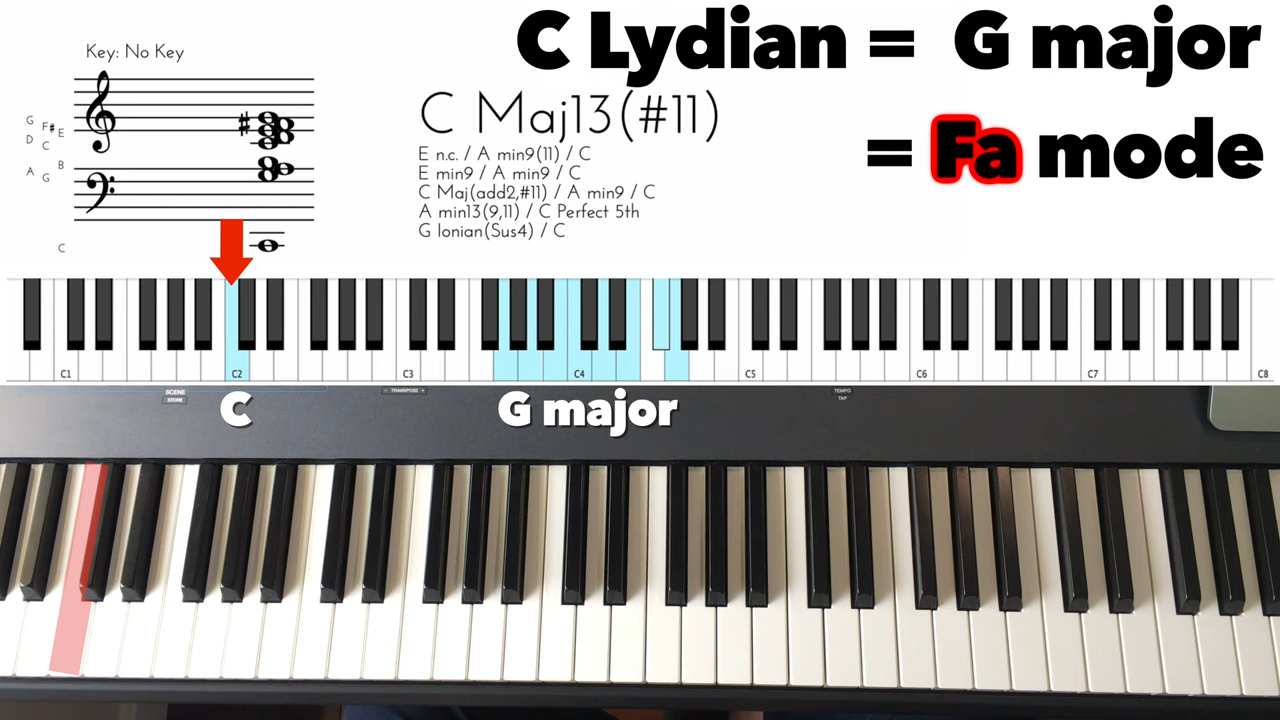 C Lydian = G major
= Fa mode
Key: No Key
C Maj13(#11)
E n.c. / A min9(11) / C
E min9 / A min9 / C
C Maj(add2,#11) / A min9 / C
A min13(9,11) / C Perfect 5th
G Ionian(Sus4) / C
G
F#
E
D
C
B
A
G
C
C1
C2
C3
C4
C5
C6
C7
C8
SCENE
STORE
TRANSPOSE
TEMPO
TAP
C
G major